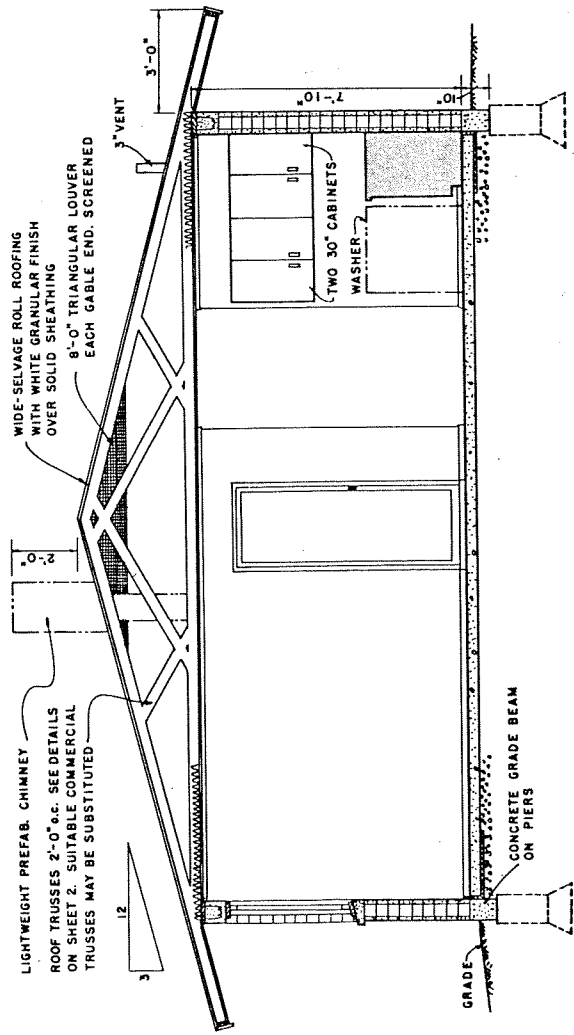 LIGHTWEIGHT PREFAB. CHIMNEY
ROOF TRUSSES 2'-0" o.c. SEE DETAILS
ON SHEET 2. SUITABLE COMMERCIAL
TRUSSES MAY BE SUBSTITUTED
12
3
2'-0"
WIDE-SELVAGE ROLL ROOFING
WITH WHITE GRANULAR FINISH
OVER SOLID SHEATHING
8'-0" TRIANGULAR LOUVER
EACH GABLE END. SCREENED
3" VENT
3'-0"
7'-10"
10"
TWO 30" CABINETS
WASHER
GRADE
CONCRETE GRADE BEAM
ON PIERS